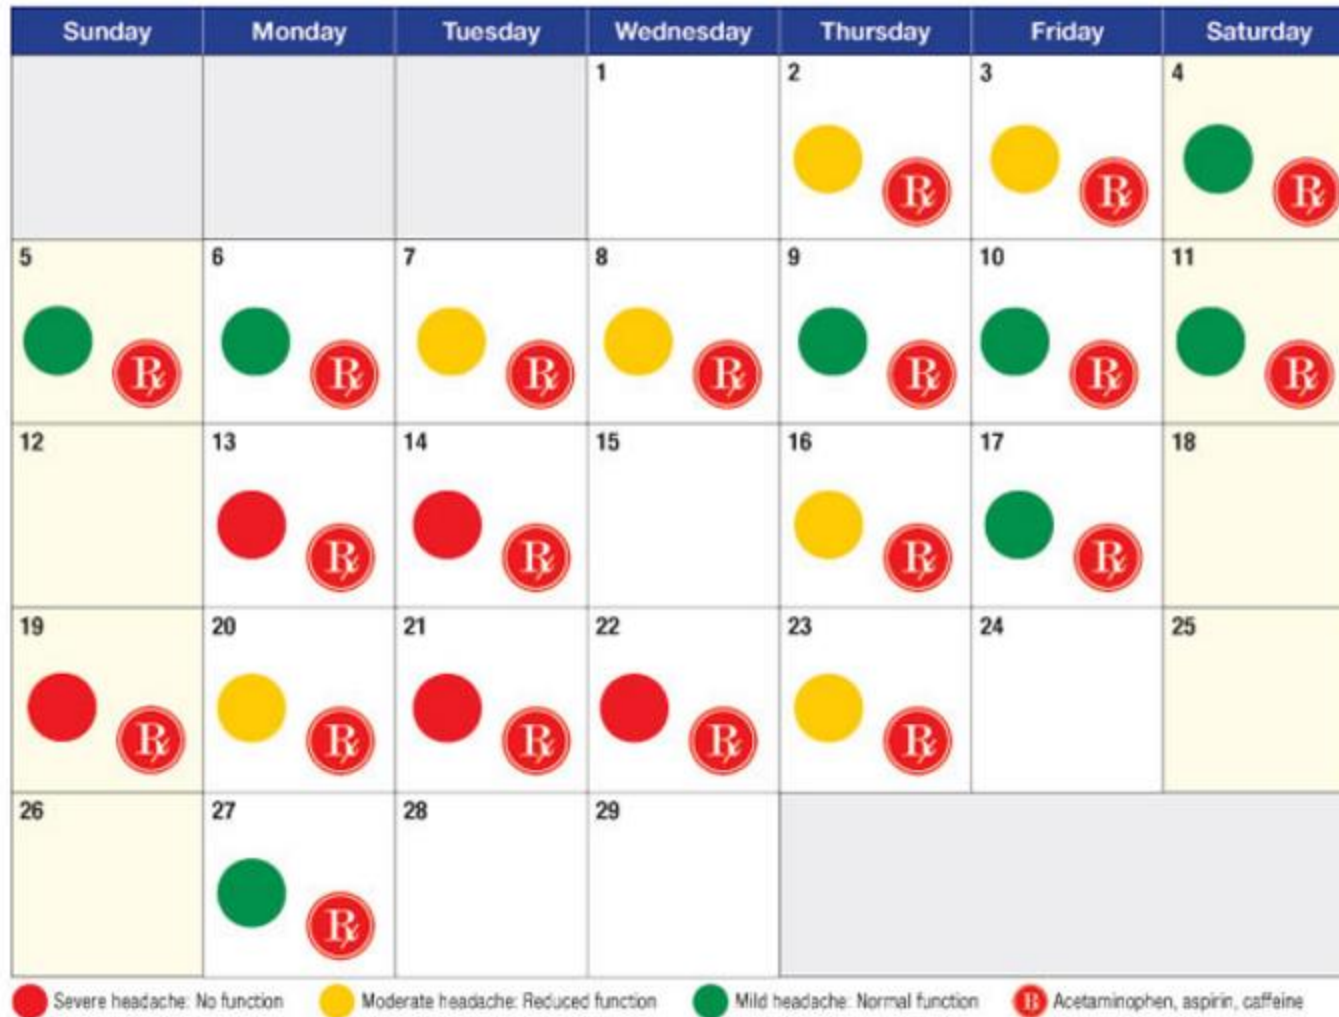 Sunday Monday Tuesday Wednesday Thursday Friday Saturday
1 2 3 4
℞ ℞ ℞
5 6 7 8 9 10 11
℞ ℞ ℞ ℞ ℞ ℞ ℞
12 13 14 15 16 17 18
℞ ℞ ℞ ℞
19 20 21 22 23 24 25
℞ ℞ ℞ ℞ ℞
26 27 28 29
℞
Severe headache: No function Moderate headache: Reduced function Mild headache: Normal function ℞ Acetaminophen, aspirin, caffeine